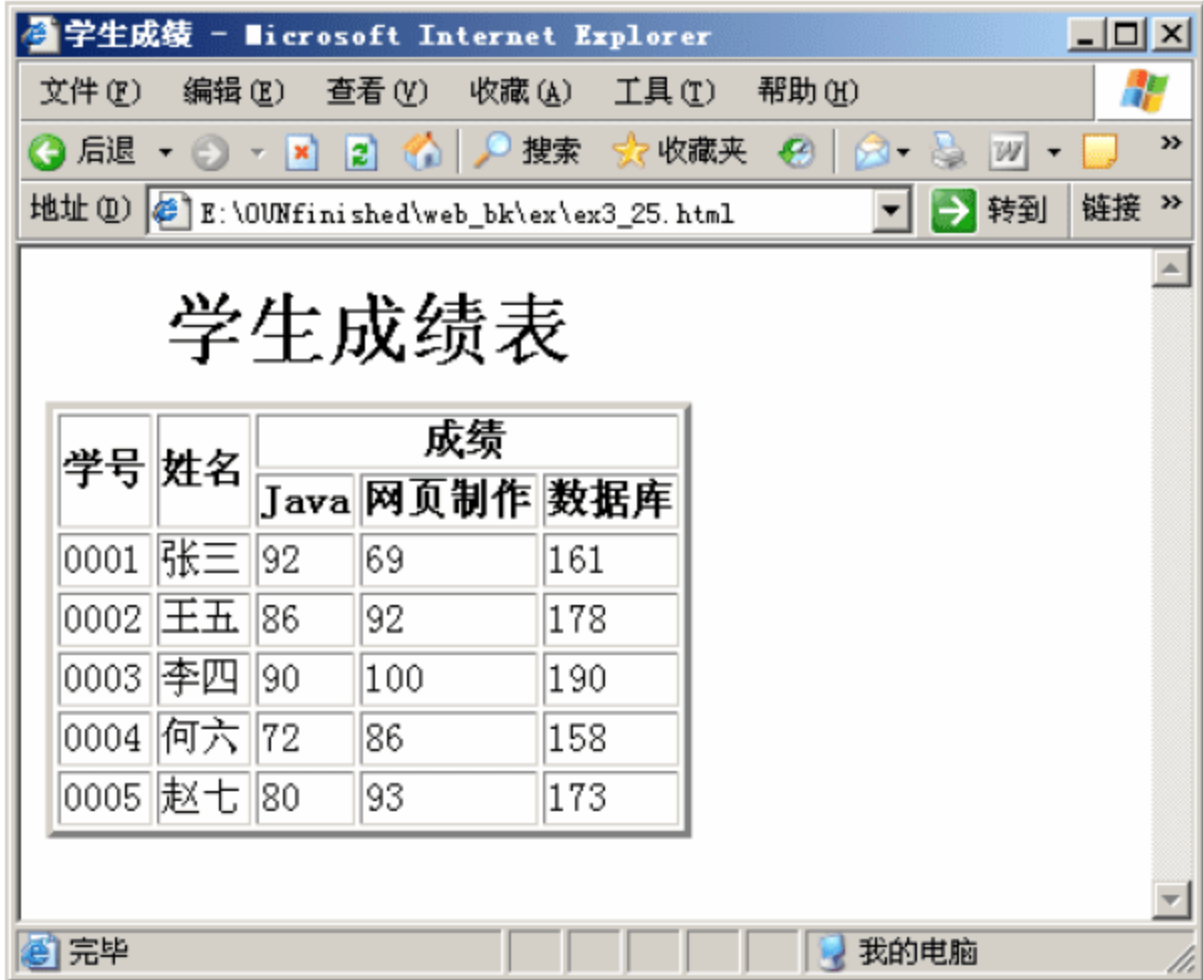 学生成绩 - Microsoft Internet Explorer
文件(F) 编辑(E) 查看(V) 收藏(A) 工具(T) 帮助(H)
后退 搜索 收藏夹 W »
地址(D) E:\OUNfinished\web_bk\ex\ex3_25.html 转到 链接 »
学生成绩表
学号 姓名 成绩
Java 网页制作 数据库
0001 张三 92 69 161
0002 王五 86 92 178
0003 李四 90 100 190
0004 何六 72 86 158
0005 赵七 80 93 173
完毕 我的电脑